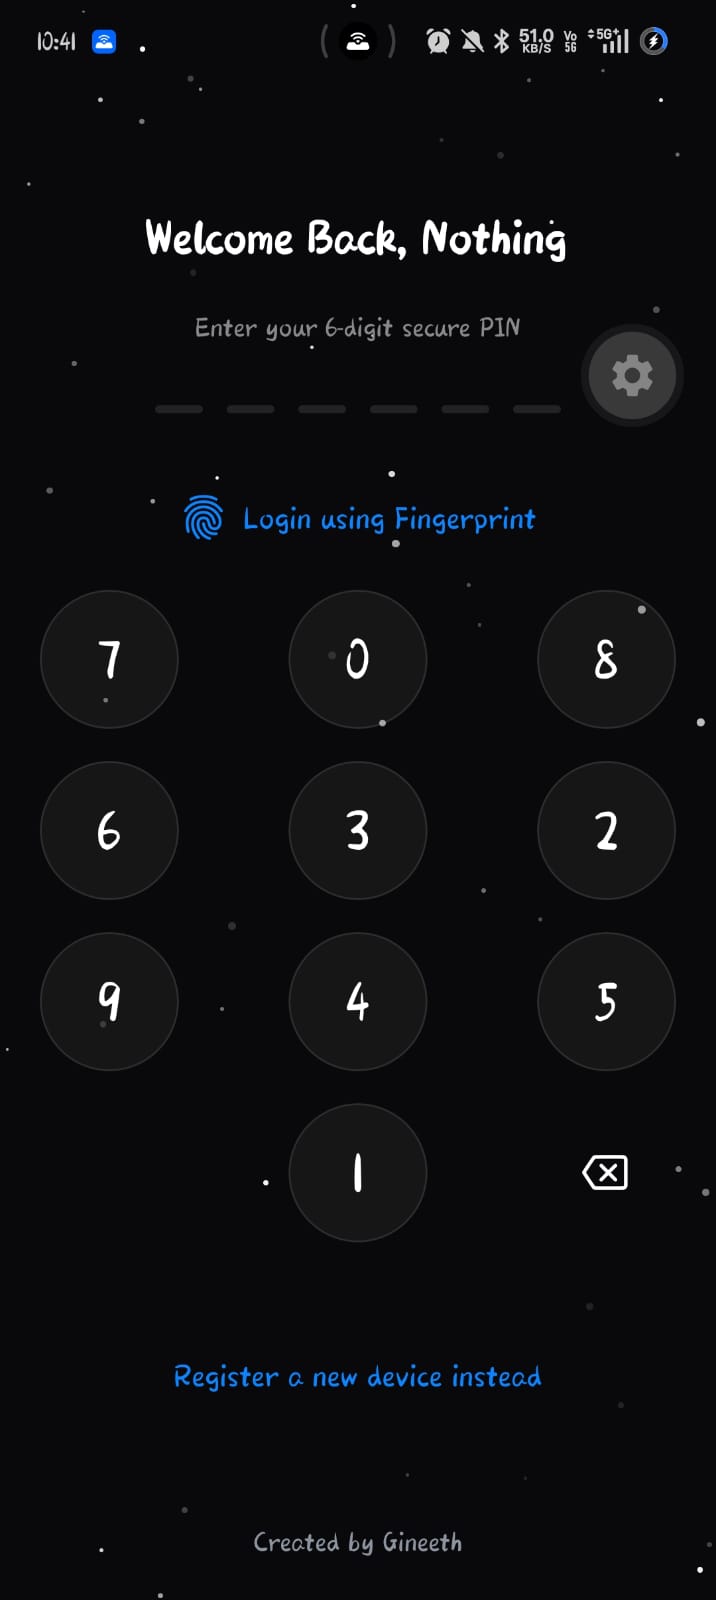 10:41
51.0
KB/S
Vo
5G
5G+
Welcome Back, Nothing
Enter your 6-digit secure PIN
Login using Fingerprint
7 0 8
6 3 2
9 4 5
1
Register a new device instead
Created by Gineeth